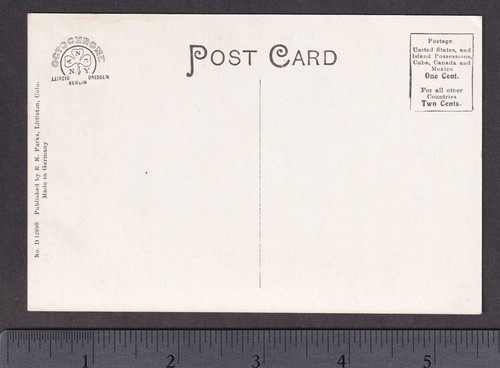 OCTOCHROME
A N C
N. Y.
LEIPZIG DRESDEN
BERLIN
POST CARD
Postage
United States, and
Island Possessions,
Cuba, Canada and
Mexico
One Cent.
For all other
Countries
Two Cents.
No. D 12899 Published by R. K. Parks, Littleton, Colo.
Made in Germany
1 2 3 4 5